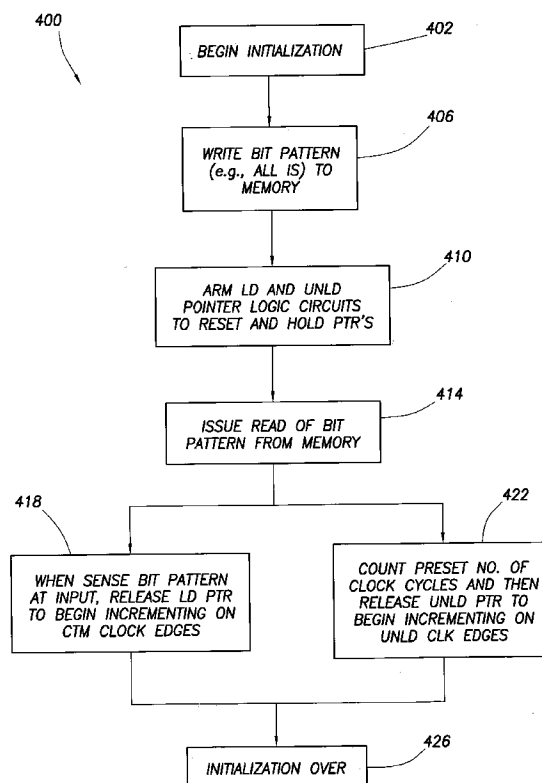 400
402
BEGIN INITIALIZATION
406
WRITE BIT PATTERN
(e.g., ALL IS) TO
MEMORY
410
ARM LD AND UNLD
POINTER LOGIC CIRCUITS
TO RESET AND HOLD PTR'S
414
ISSUE READ OF BIT
PATTERN FROM MEMORY
418
WHEN SENSE BIT PATTERN
AT INPUT, RELEASE LD PTR
TO BEGIN INCREMENTING ON
CTM CLOCK EDGES
422
COUNT PRESET NO. OF
CLOCK CYCLES AND THEN
RELEASE UNLD PTR TO
BEGIN INCREMENTING ON
UNLD CLK EDGES
426
INITIALIZATION OVER